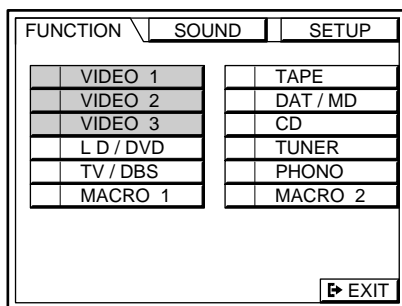 FUNCTION SOUND SETUP
VIDEO 1 TAPE
VIDEO 2 DAT / MD
VIDEO 3 CD
L D / DVD TUNER
TV / DBS PHONO
MACRO 1 MACRO 2
EXIT